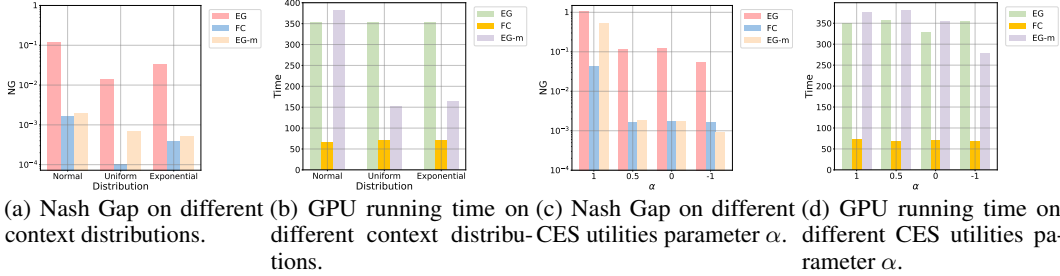 NG
10⁻¹
10⁻²
10⁻³
10⁻⁴
Normal Uniform Exponential
Distribution
EG
FC
EG-m
Time
400
350
300
250
200
150
100
50
0
Normal Uniform Exponential
Distribution
EG
FC
EG-m
NG
1
10⁻¹
10⁻²
10⁻³
10⁻⁴
1 0.5 0 -1
α
EG
FC
EG-m
Time
350
300
250
200
150
100
50
0
1 0.5 0 -1
α
EG
FC
EG-m
(a) Nash Gap on different
context distributions.
(b) GPU running time on
different context distribu-
tions.
(c) Nash Gap on different
CES utilities parameter α.
(d) GPU running time on
different CES utilities pa-
rameter α.